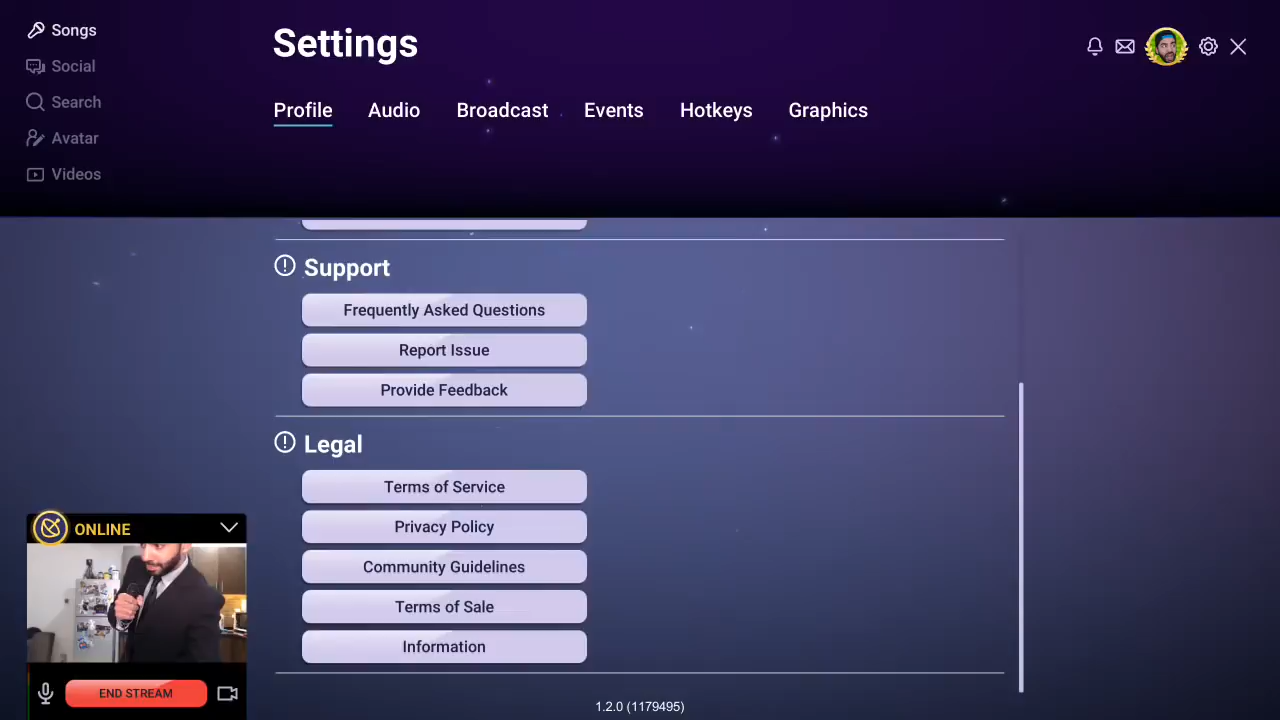 Songs
Social
Search
Avatar
Videos
Settings
Profile Audio Broadcast Events Hotkeys Graphics
Support
Frequently Asked Questions
Report Issue
Provide Feedback
Legal
Terms of Service
Privacy Policy
Community Guidelines
Terms of Sale
Information
ONLINE
END STREAM
1.2.0 (1179495)